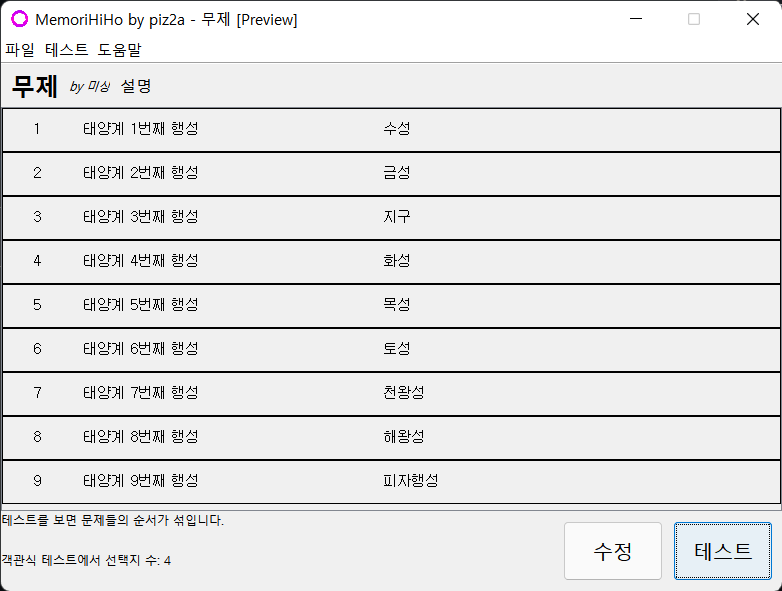 MemoriHiHo by piz2a - 무제 [Preview]
파일 테스트 도움말
무제 by 미싱 설명
1 태양계 1번째 행성 수성
2 태양계 2번째 행성 금성
3 태양계 3번째 행성 지구
4 태양계 4번째 행성 화성
5 태양계 5번째 행성 목성
6 태양계 6번째 행성 토성
7 태양계 7번째 행성 천왕성
8 태양계 8번째 행성 해왕성
9 태양계 9번째 행성 피자행성
테스트를 보면 문제들의 순서가 섞입니다.
객관식 테스트에서 선택지 수: 4
수정 테스트